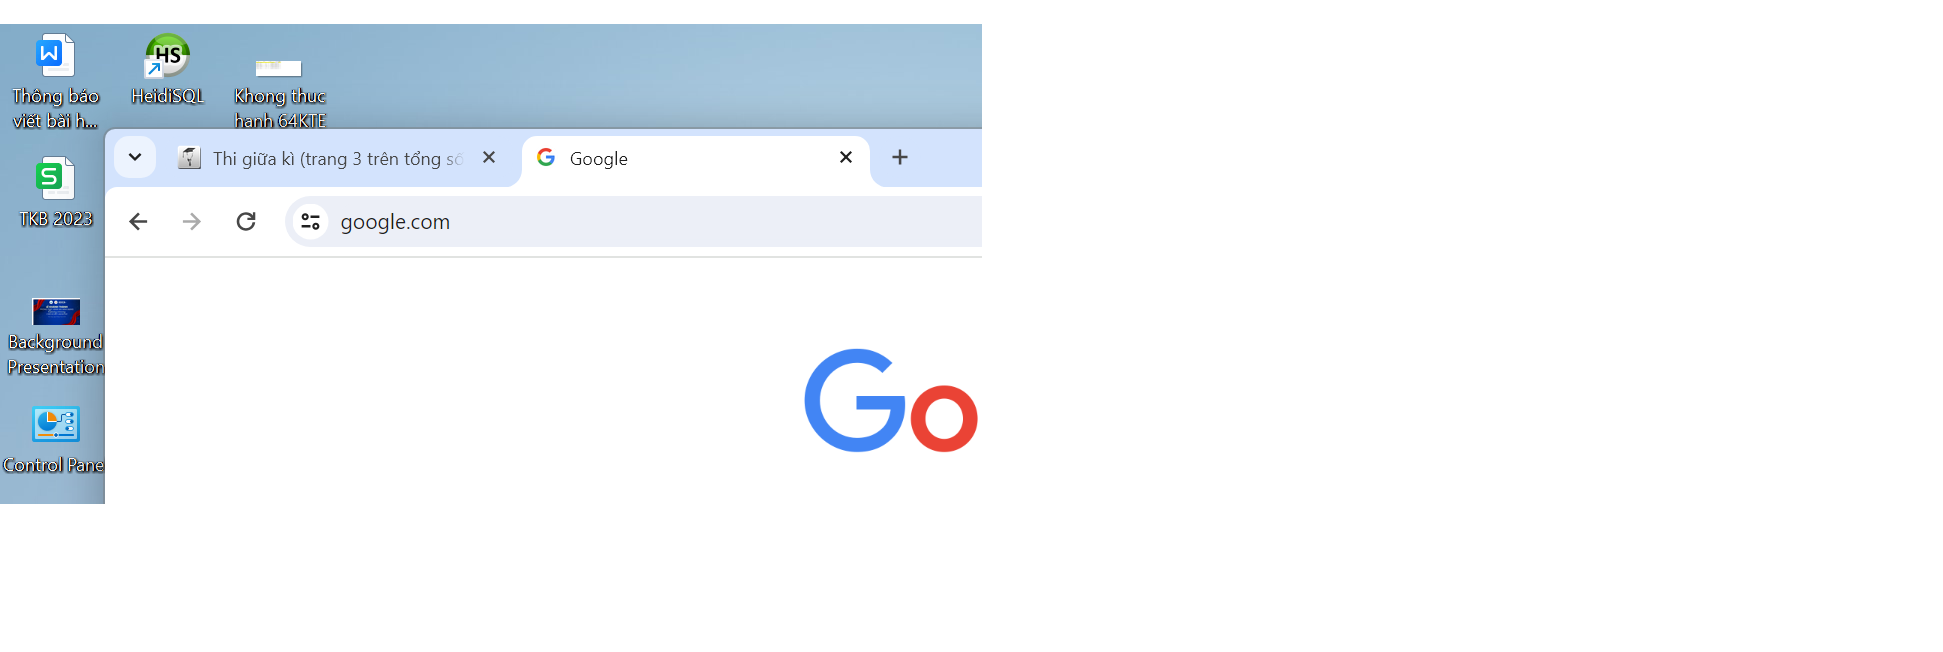 Thông báo
viết bài h...
HeidiSQL
Khong thuc
hanh 64KTE
TKB 2023
Background
Presentation
Control Pane
Thi giữa kì (trang 3 trên tổng số
Google
google.com
Go